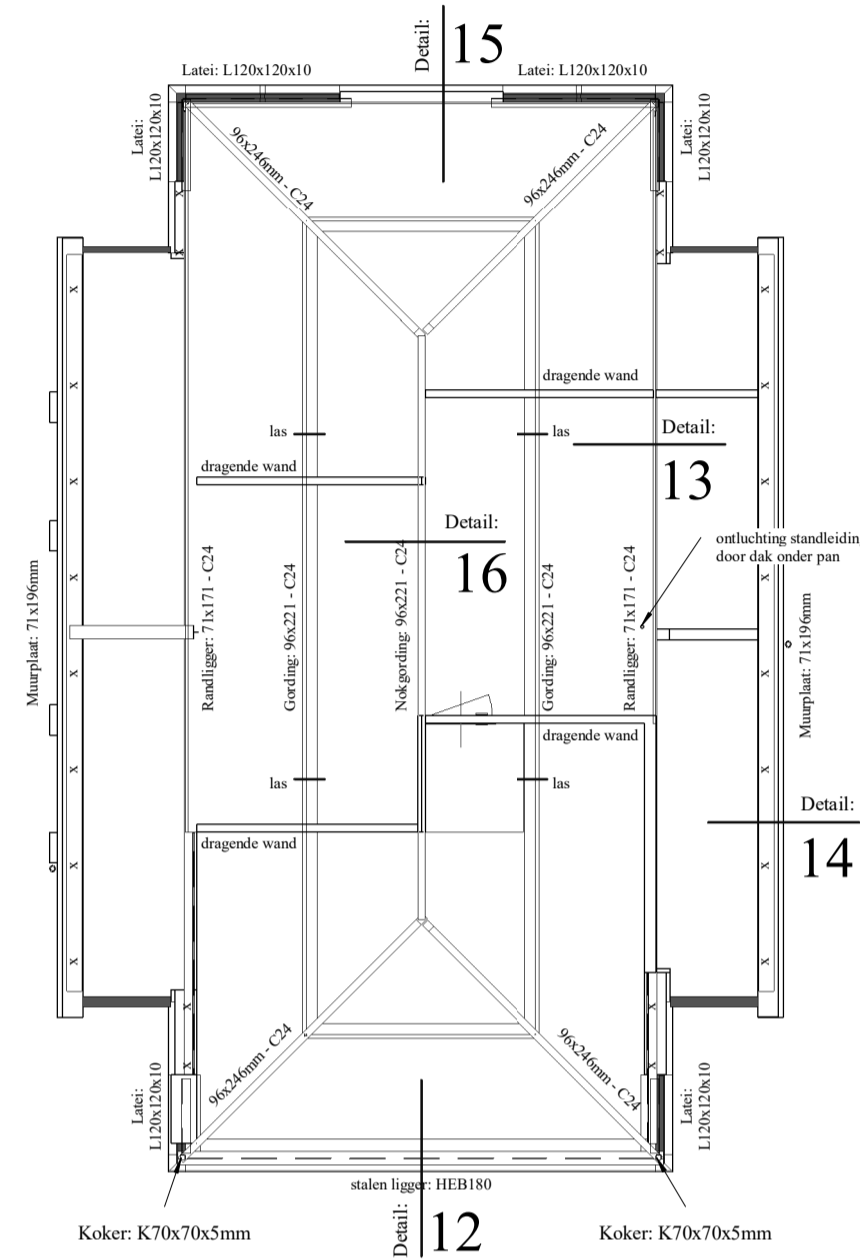 Detail:
15
Latei: L120x120x10
Latei: L120x120x10
Latei:
L120x120x10
Latei:
L120x120x10
96x246mm - C24
96x246mm - C24
dragende wand
las
las
Detail:
13
dragende wand
Detail:
16
ontluchting standleidin
door dak onder pan
Muurplaat: 71x196mm
Randligger: 71x171 - C24
Gording: 96x221 - C24
Nokgording: 96x221 - C24
Gording: 96x221 - C24
Randligger: 71x171 - C24
Muurplaat: 71x196mm
dragende wand
las
las
Detail:
14
dragende wand
96x246mm - C24
96x246mm - C24
Latei:
L120x120x10
Latei:
L120x120x10
stalen ligger: HEB180
Koker: K70x70x5mm
Detail:
12
Koker: K70x70x5mm